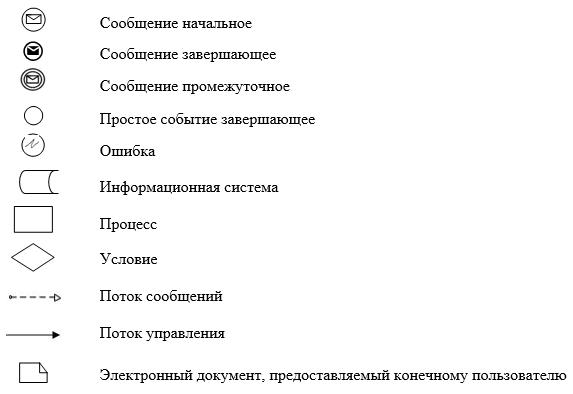 Сообщение начальное
Сообщение завершающее
Сообщение промежуточное
Простое событие завершающее
Ошибка
Информационная система
Процесс
Условие
Поток сообщений
Поток управления
Электронный документ, предоставляемый конечному пользователю